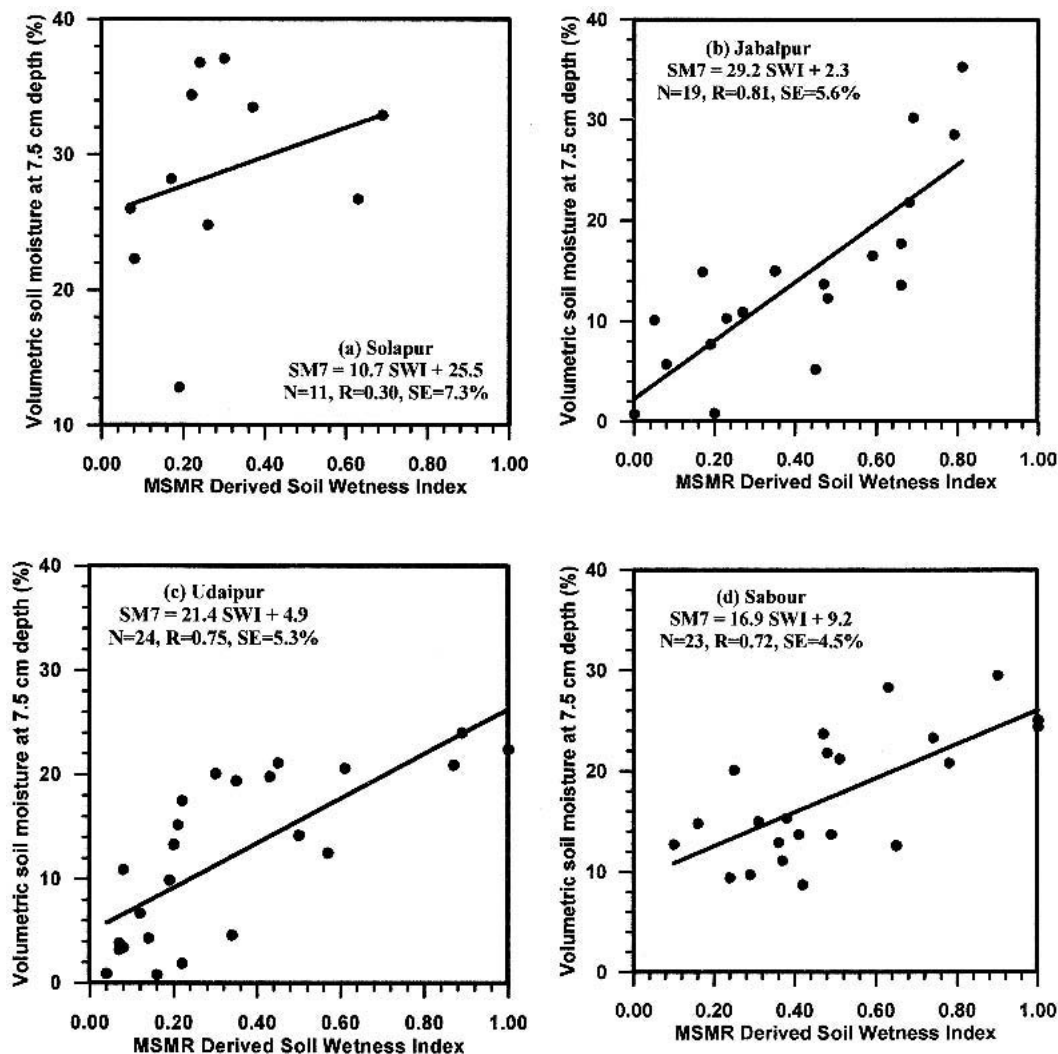 Volumetric soil moisture at 7.5 cm depth (%)
40
30
20
10
(a) Solapur
SM7 = 10.7 SWI + 25.5
N=11, R=0.30, SE=7.3%
0.00 0.20 0.40 0.60 0.80 1.00
MSMR Derived Soil Wetness Index
Volumetric soil moisture at 7.5 cm depth (%)
40
30
20
10
0
(b) Jabalpur
SM7 = 29.2 SWI + 2.3
N=19, R=0.81, SE=5.6%
0.00 0.20 0.40 0.60 0.80 1.00
MSMR Derived Soil Wetness Index
Volumetric soil moisture at 7.5 cm depth (%)
40
30
20
10
0
(c) Udaipur
SM7 = 21.4 SWI + 4.9
N=24, R=0.75, SE=5.3%
0.00 0.20 0.40 0.60 0.80 1.00
MSMR Derived Soil Wetness Index
Volumetric soil moisture at 7.5 cm depth (%)
40
30
20
10
0
(d) Sabour
SM7 = 16.9 SWI + 9.2
N=23, R=0.72, SE=4.5%
0.00 0.20 0.40 0.60 0.80 1.00
MSMR Derived Soil Wetness Index